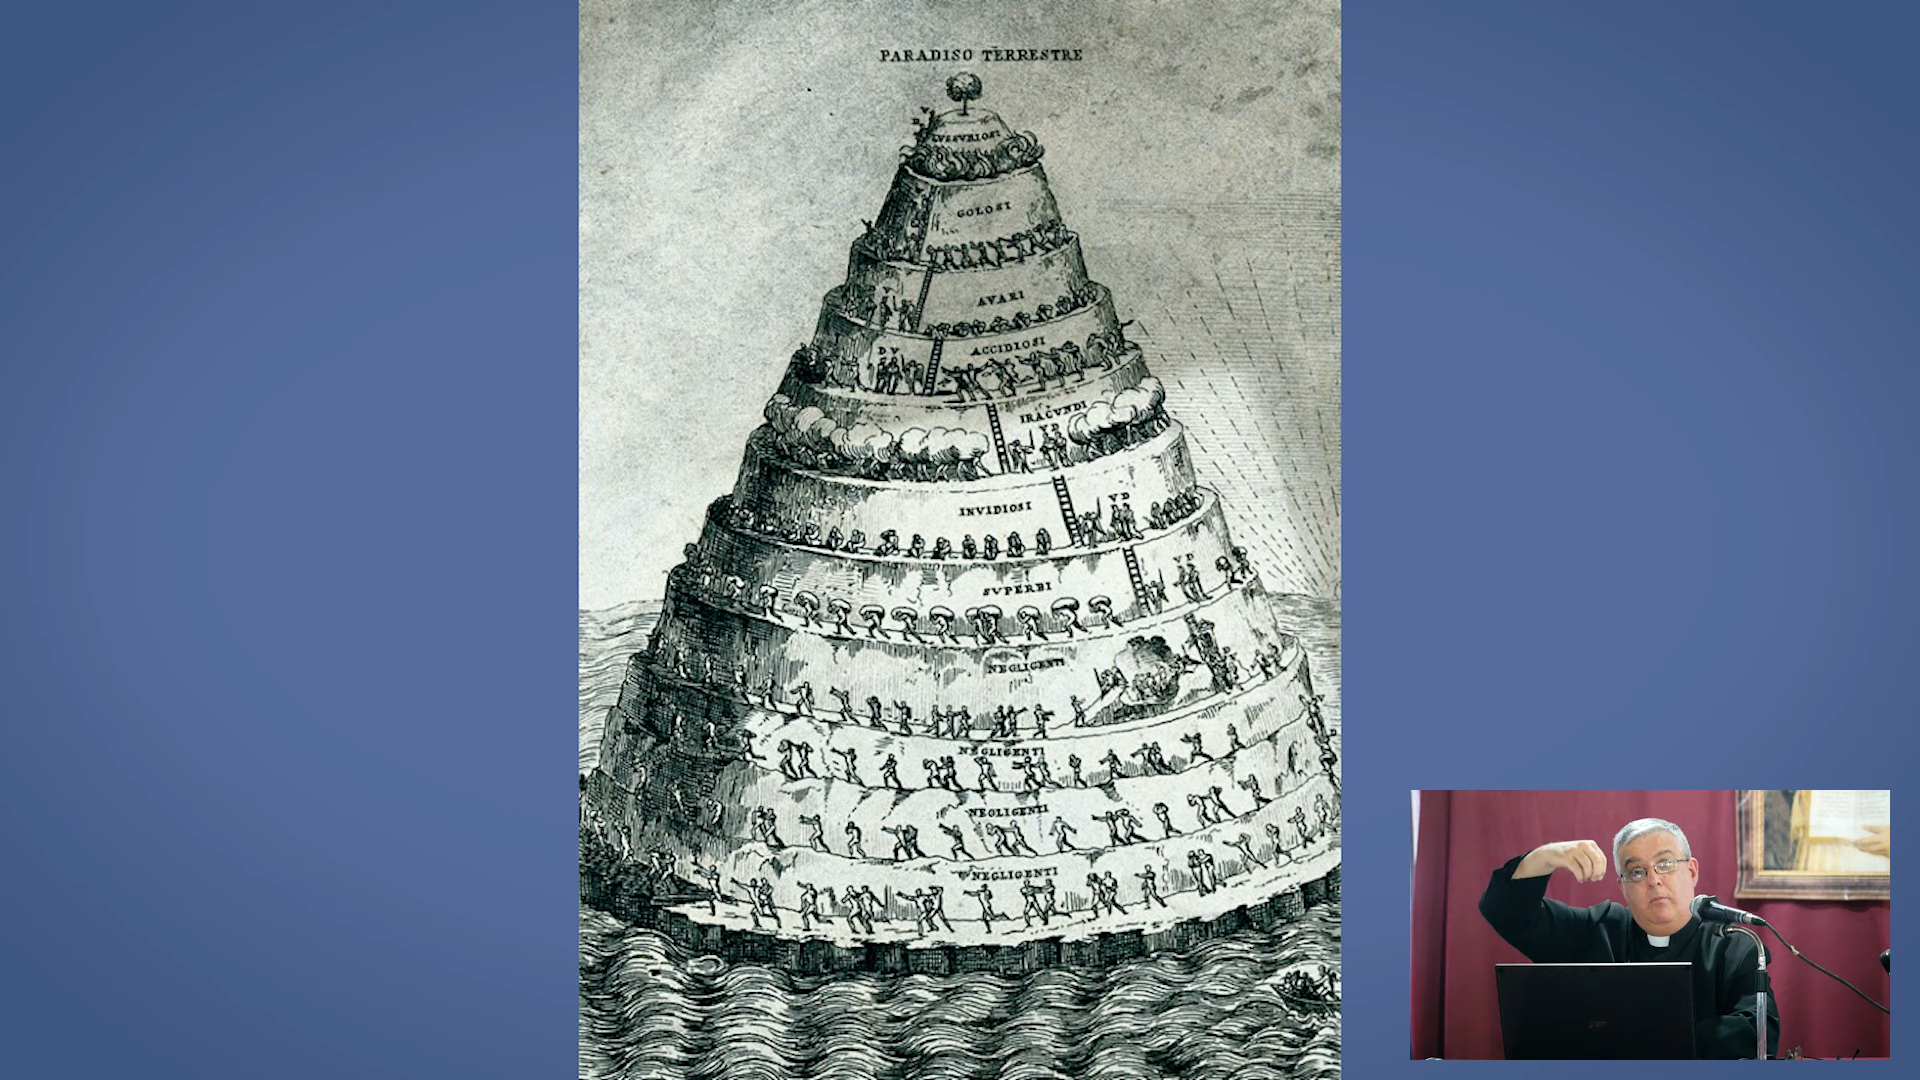 PARADISO TERRESTRE
V
D
LVSSVRIOSI
GOLOSI
AVARI
V
D V
ACCIDIOSI
IRACVNDI
V D
INVIDIOSI
V D
SVPERBI
V D
NEGLIGENTI
NEGLIGENTI
NEGLIGENTI
NEGLIGENTI